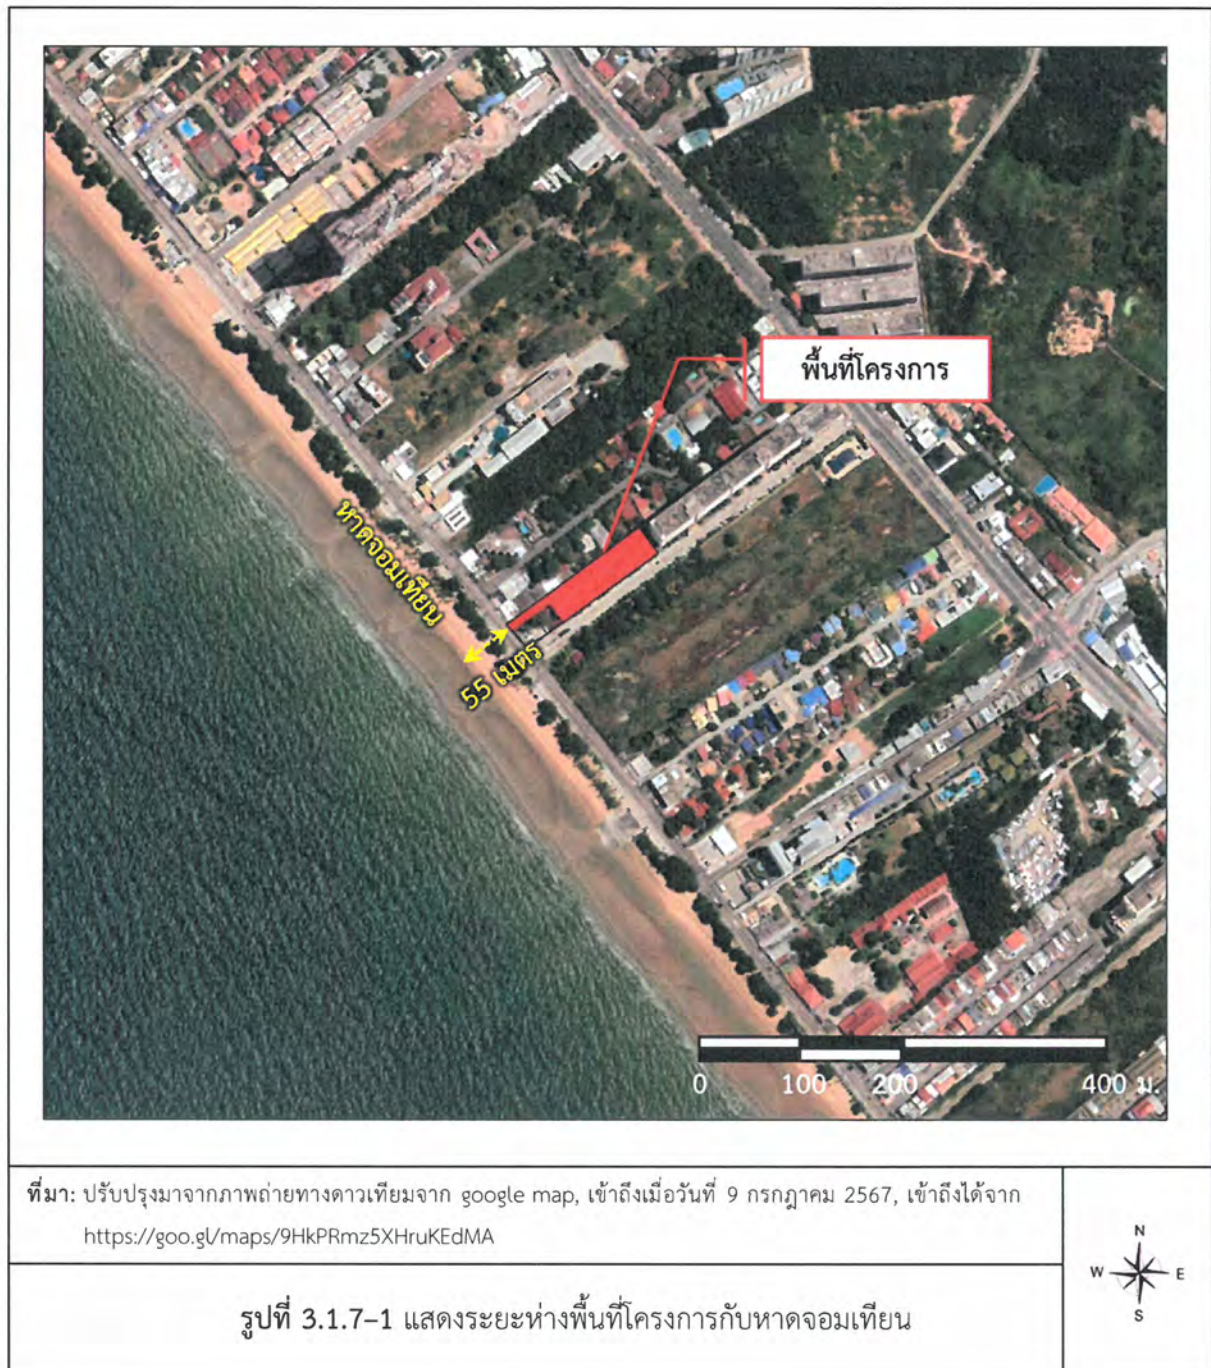 พื้นที่โครงการ
หาดจอมเทียน
55 เมตร
0 100 200 400 ม.
ที่มา: ปรับปรุงมาจากภาพถ่ายทางดาวเทียมจาก google map, เข้าถึงเมื่อวันที่ 9 กรกฎาคม 2567, เข้าถึงได้จาก
https://goo.gl/maps/9HkPRmz5XHruKEdMA
N
W E
S
รูปที่ 3.1.7-1 แสดงระยะห่างพื้นที่โครงการกับหาดจอมเทียน